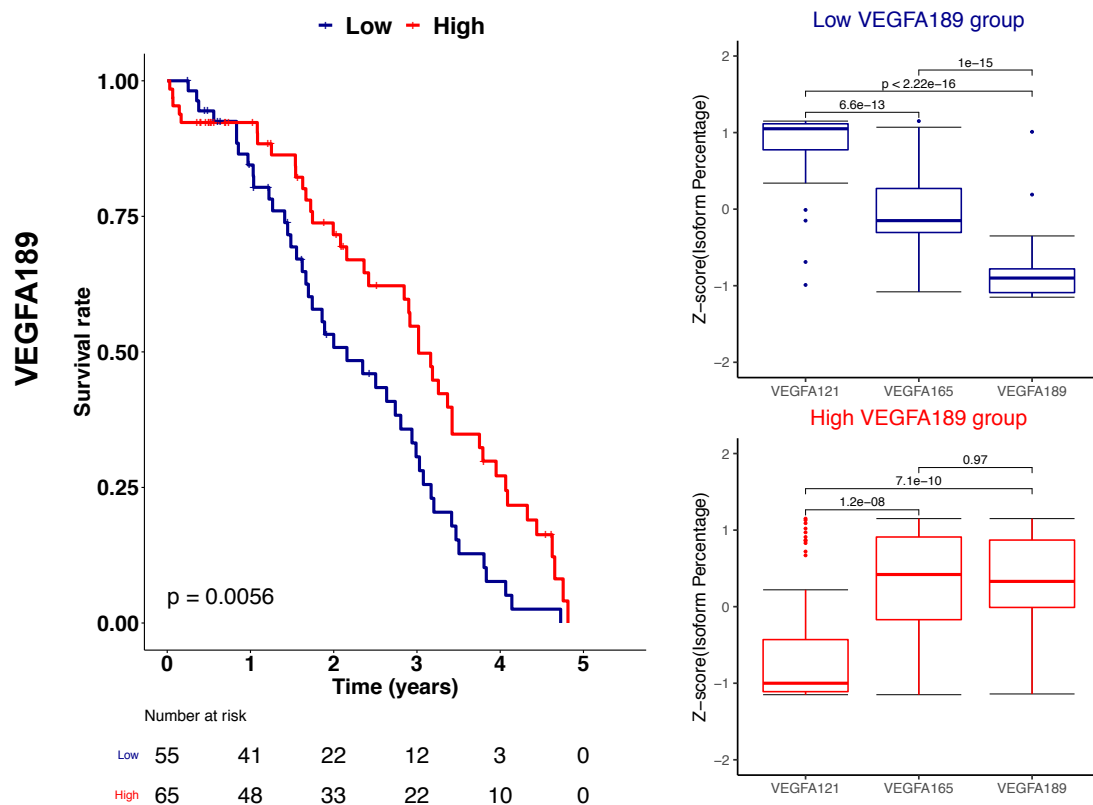 VEGFA189
Low High
Survival rate
1.00
0.75
0.50
0.25
0.00
p = 0.0056
0 1 2 3 4 5
Time (years)
Number at risk
Low 55 41 22 12 3 0
High 65 48 33 22 10 0
Low VEGFA189 group
Z−score(Isoform Percentage)
2
1
0
−1
−2
1e−15
p < 2.22e−16
6.6e−13
VEGFA121 VEGFA165 VEGFA189
High VEGFA189 group
Z−score(Isoform Percentage)
2
1
0
−1
−2
0.97
7.1e−10
1.2e−08
VEGFA121 VEGFA165 VEGFA189